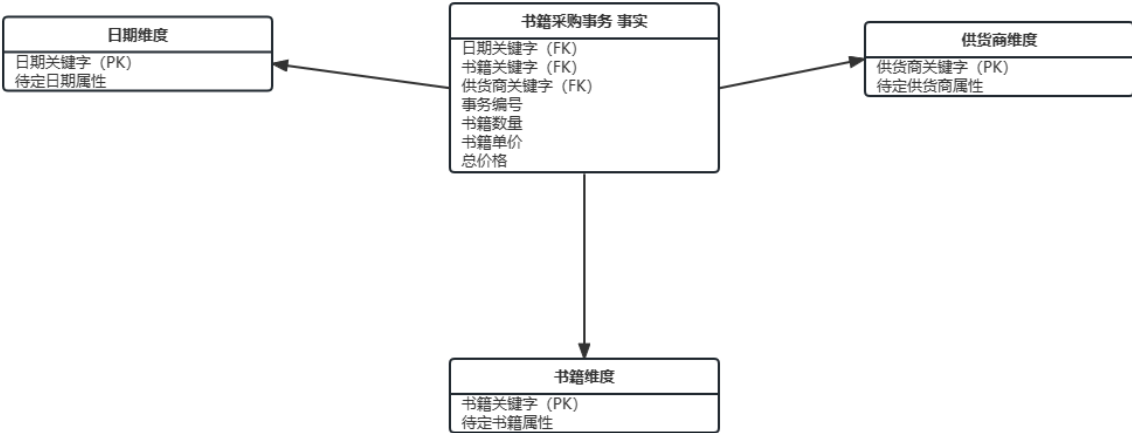 日期维度
日期关键字（PK）
待定日期属性
书籍采购事务 事实
日期关键字（FK）
书籍关键字（FK）
供货商关键字（FK）
事务编号
书籍数量
书籍单价
总价格
供货商维度
供货商关键字（PK）
待定供货商属性
书籍维度
书籍关键字（PK）
待定书籍属性